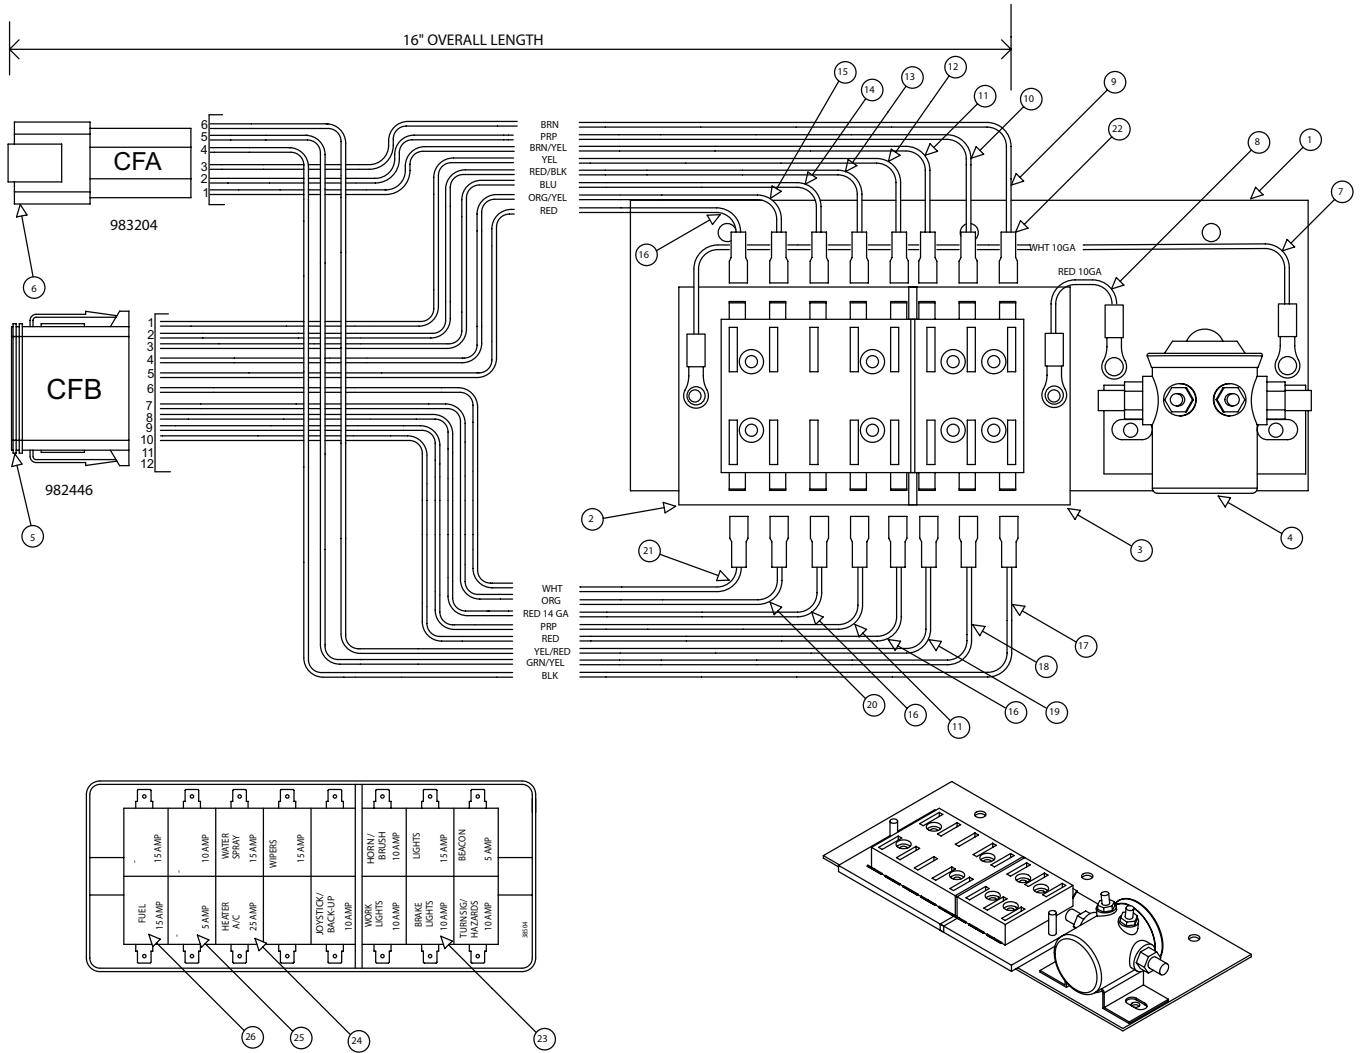 16" OVERALL LENGTH
15
14
13
12
11
10
9
22
8
1
7
CFA
6
5
4
3
2
1
983204
6
BRN
PRP
BRN/YEL
YEL
RED/BLK
BLU
ORG/YEL
RED
16
WHT 10GA
RED 10GA
CFB
1
2
3
4
5
6
7
8
9
10
11
12
982446
5
2
3
4
21
WHT
ORG
RED 14 GA
PRP
RED
YEL/RED
GRN/YEL
BLK
20
16
11
16
19
18
17
15 AMP
10 AMP
WATER
SPRAY
15 AMP
WIPERS
15 AMP
HORN/
BRUSH
10 AMP
LIGHTS
15 AMP
BEACON
5 AMP
FUEL
15 AMP
5 AMP
HEATER
A/C
25 AMP
JOYSTICK/
BACK-UP
10 AMP
WORK
LIGHTS
10 AMP
BRAKE
LIGHTS
10 AMP
TURN SIG/
HAZARDS
10 AMP
38504
26
25
24
23